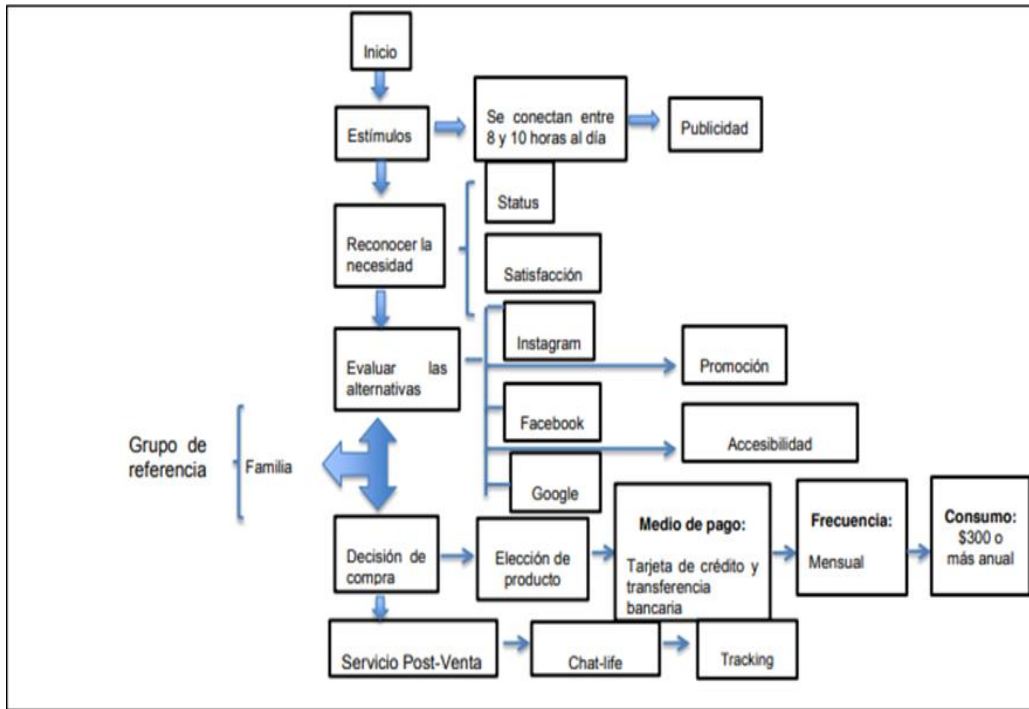 Inicio
Estímulos
Se conectan entre
8 y 10 horas al día
Publicidad
Reconocer la
necesidad
Status
Satisfacción
Evaluar las
alternativas
Instagram
Promoción
Facebook
Accesibilidad
Google
Grupo de
referencia
Familia
Decisión de
compra
Elección de
producto
Medio de pago:
Tarjeta de crédito y
transferencia
bancaria
Frecuencia:
Mensual
Consumo:
$300 o
más anual
Servicio Post-Venta
Chat-life
Tracking